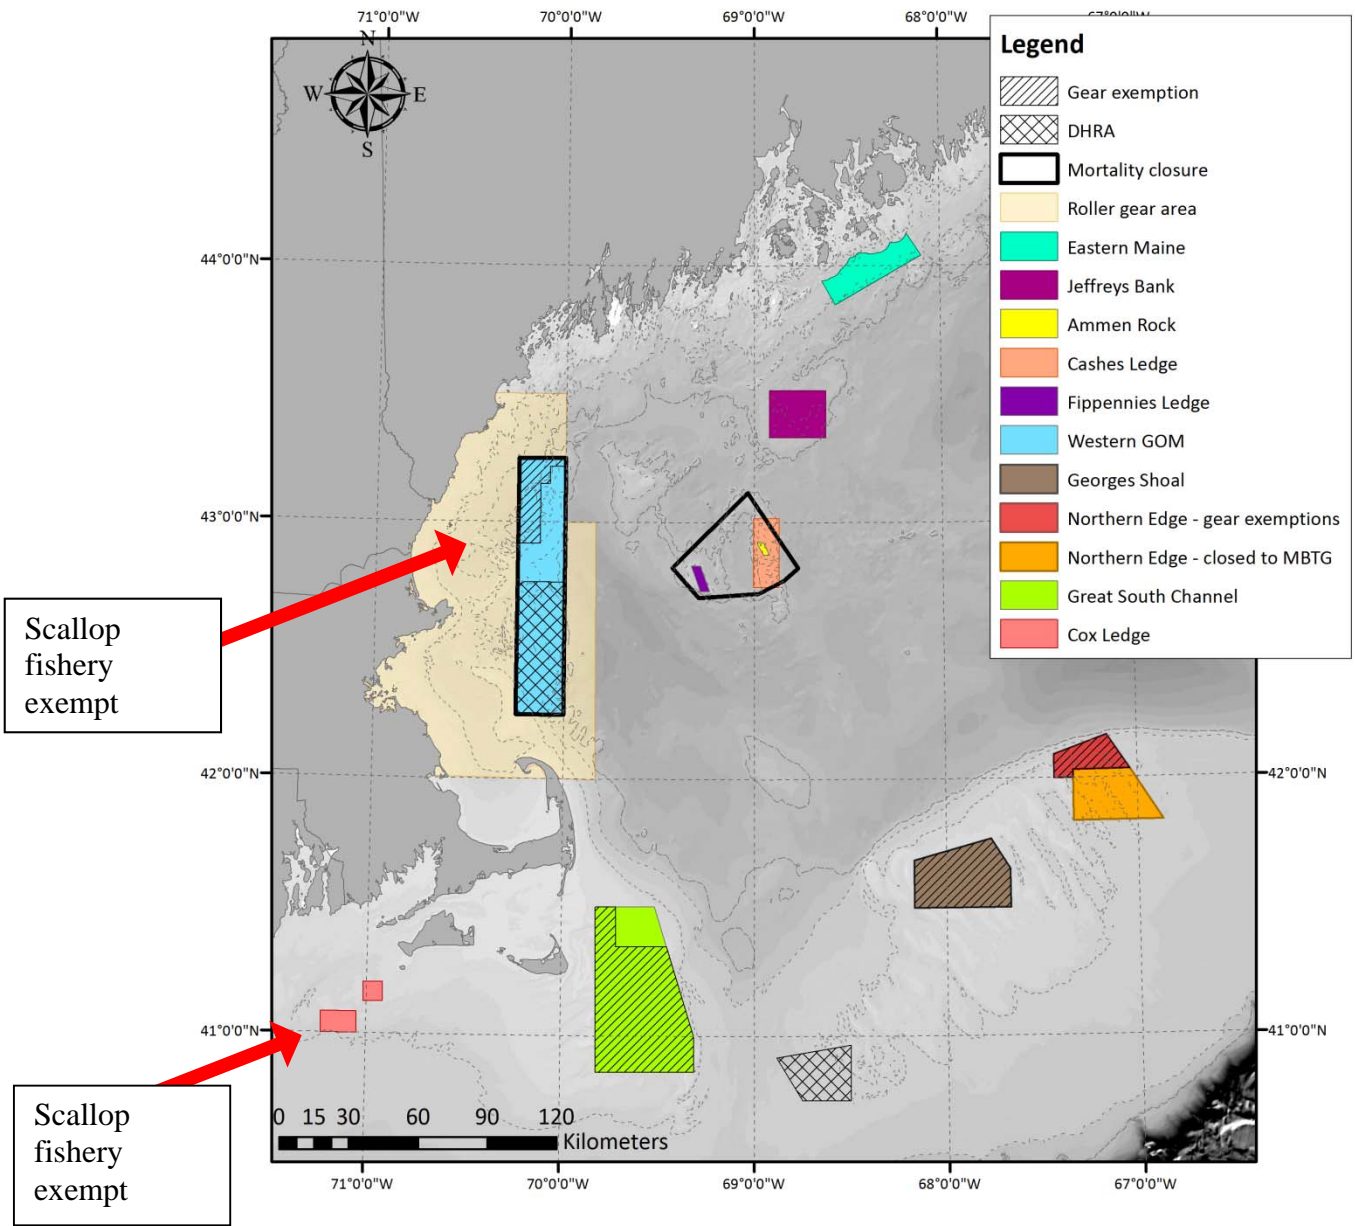 71°0'0"W
70°0'0"W
69°0'0"W
68°0'0"W
67°0'0"W
N
W
E
S
Legend
Gear exemption
DHRA
Mortality closure
Roller gear area
Eastern Maine
Jeffreys Bank
Ammen Rock
Cashes Ledge
Fippennies Ledge
Western GOM
Georges Shoal
Northern Edge - gear exemptions
Northern Edge - closed to MBTG
Great South Channel
Cox Ledge
44°0'0"N
43°0'0"N
Scallop
fishery
exempt
42°0'0"N
42°0'0"N
41°0'0"N
41°0'0"N
Scallop
fishery
exempt
0 15 30 60 90 120
Kilometers
71°0'0"W
70°0'0"W
69°0'0"W
68°0'0"W
67°0'0"W